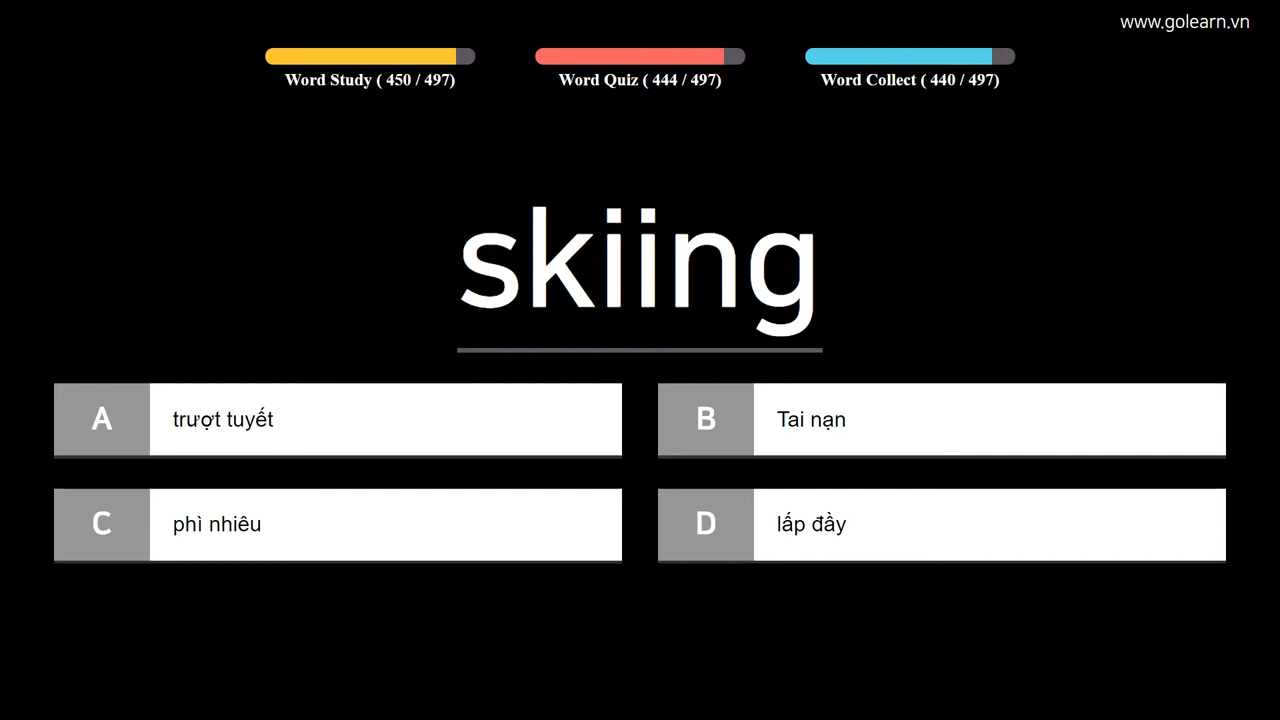 www.golearn.vn
Word Study ( 450 / 497)
Word Quiz ( 444 / 497)
Word Collect ( 440 / 497)
skiing
A trượt tuyết
B Tai nạn
C phì nhiêu
D lấp đầy